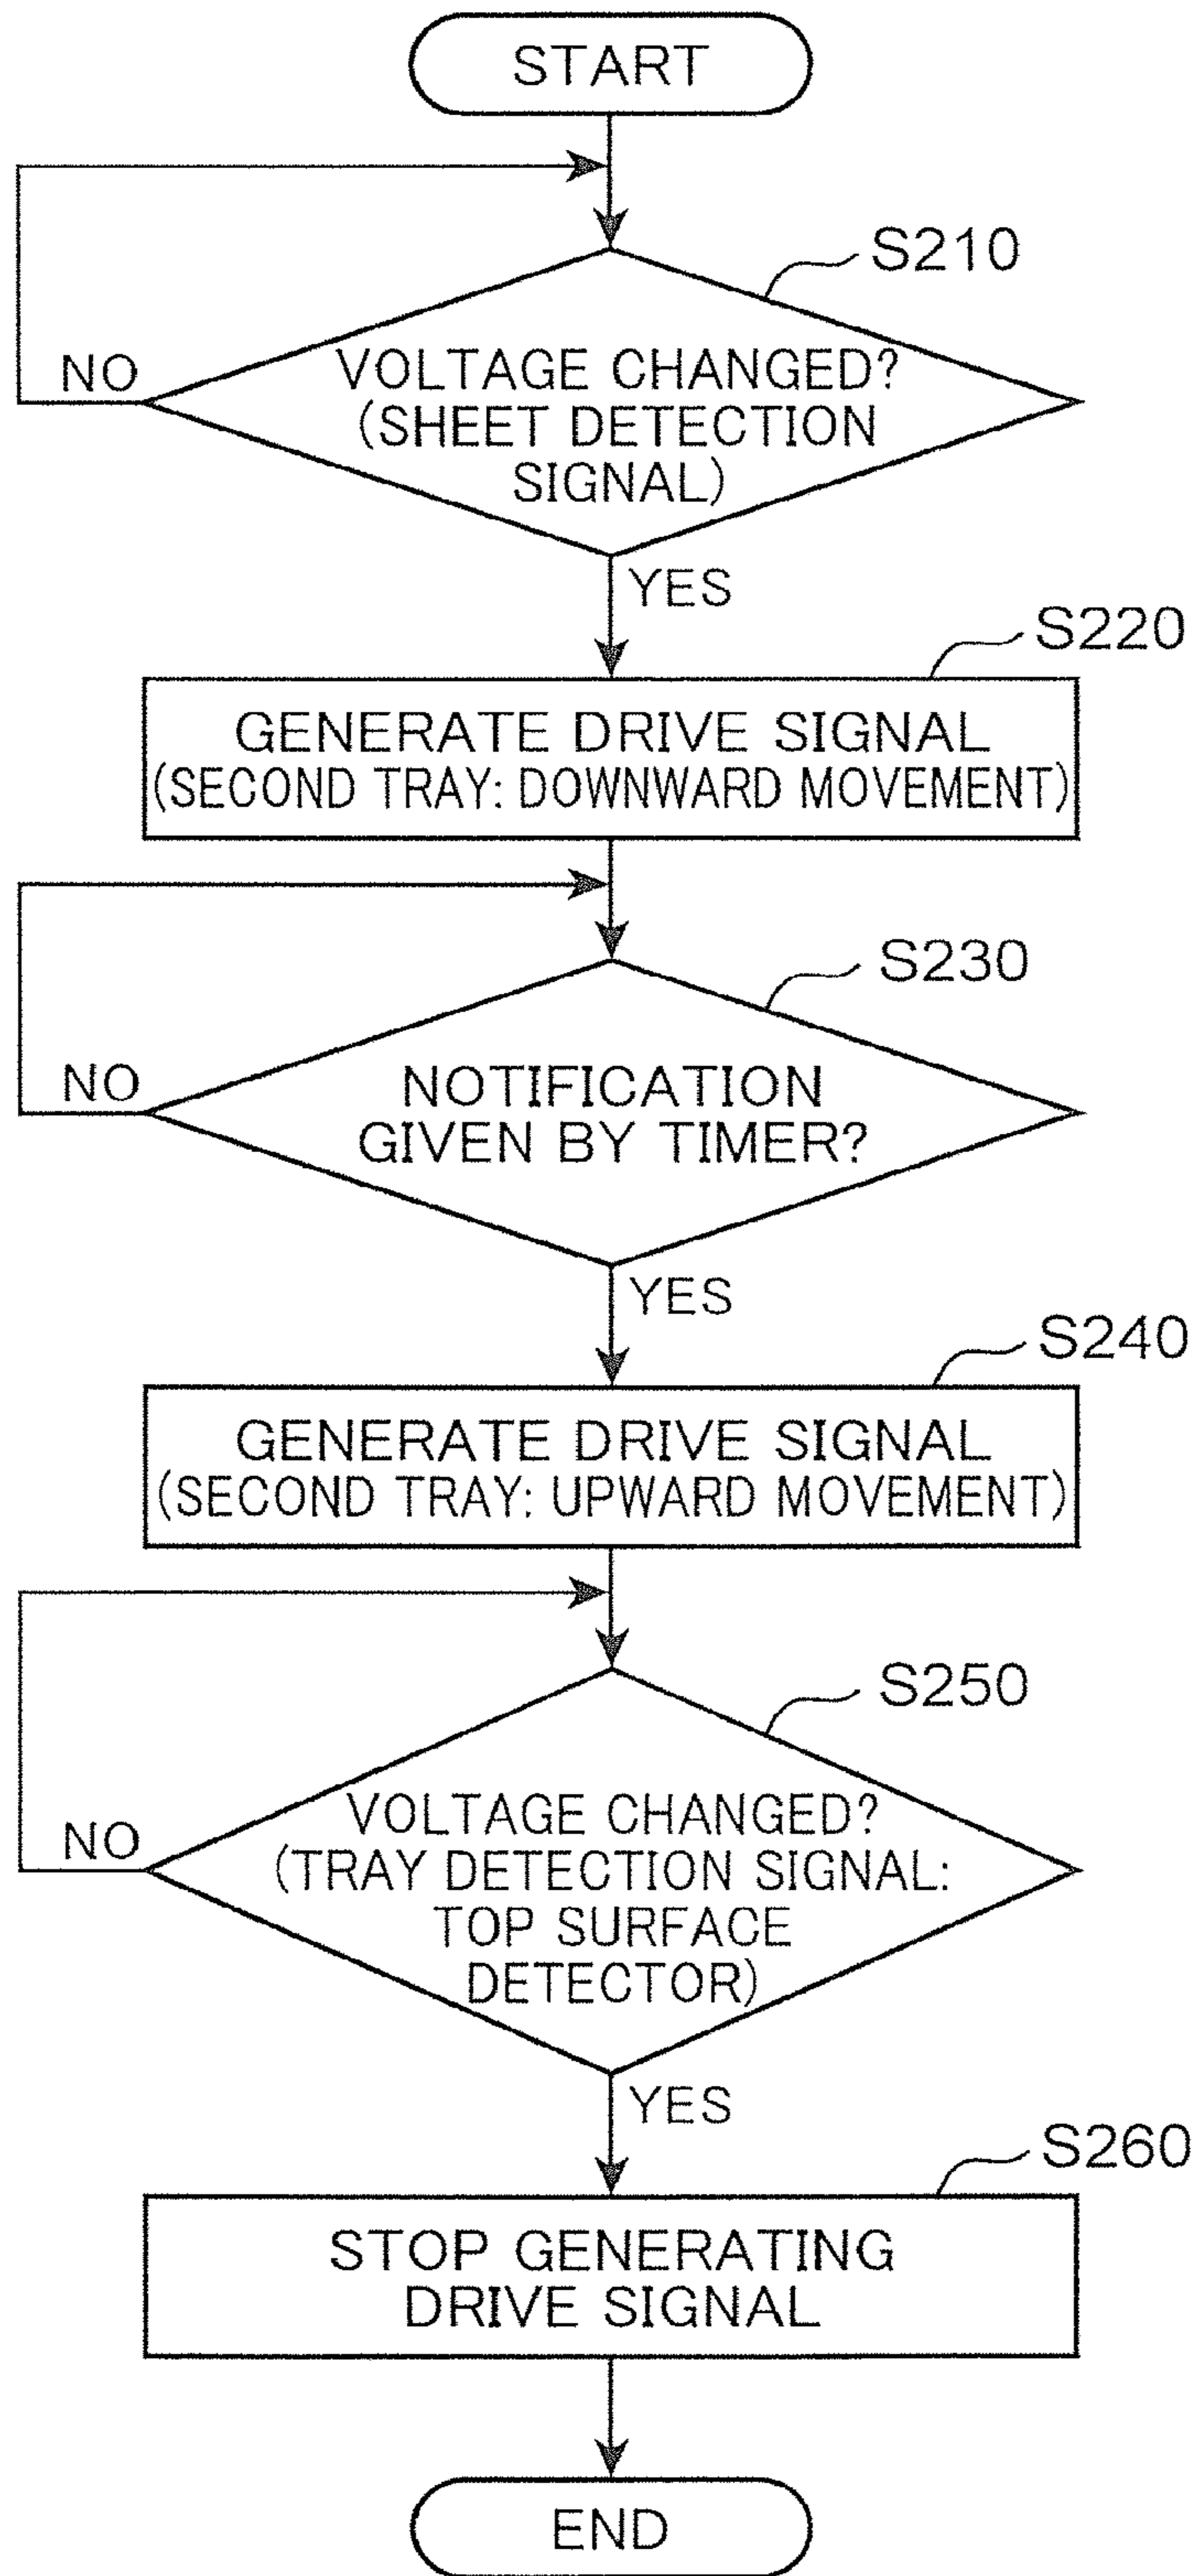 START
S210
VOLTAGE CHANGED?
NO
(SHEET DETECTION
SIGNAL)
YES
S220
GENERATE DRIVE SIGNAL
(SECOND TRAY: DOWNWARD MOVEMENT)
S230
NO
NOTIFICATION
GIVEN BY TIMER?
YES
S240
GENERATE DRIVE SIGNAL
(SECOND TRAY: UPWARD MOVEMENT)
S250
VOLTAGE CHANGED?
NO
(TRAY DETECTION SIGNAL:
TOP SURFACE
DETECTOR)
YES
S260
STOP GENERATING
DRIVE SIGNAL
END